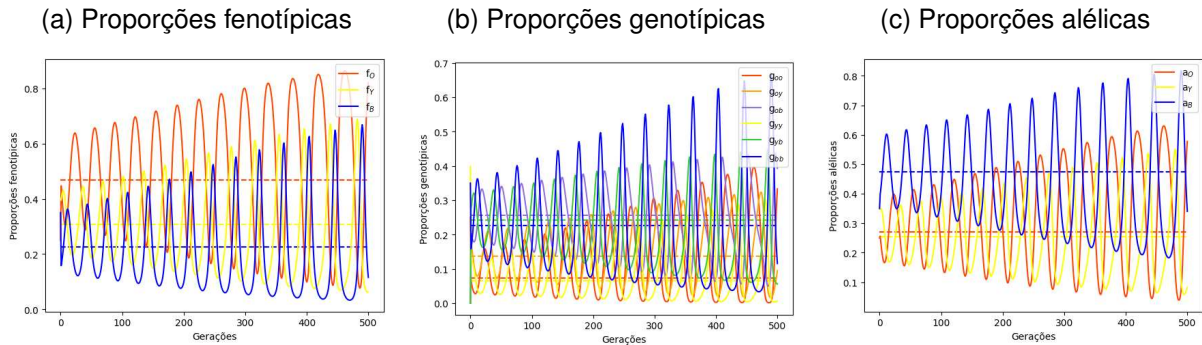 (a) Proporções fenotípicas
(b) Proporções genotípicas
(c) Proporções alélicas
Proporções fenotípicas
0.8
0.6
0.4
0.2
0.0
f_O
f_Y
f_B
0
100
200
300
400
500
Gerações
Proporções genotípicas
0.7
0.6
0.5
0.4
0.3
0.2
0.1
0.0
g_oo
g_oy
g_ob
g_yy
g_yb
g_bb
0
100
200
300
400
500
Gerações
Proporções alélicas
0.8
0.7
0.6
0.5
0.4
0.3
0.2
0.1
a_O
a_Y
a_B
0
100
200
300
400
500
Gerações